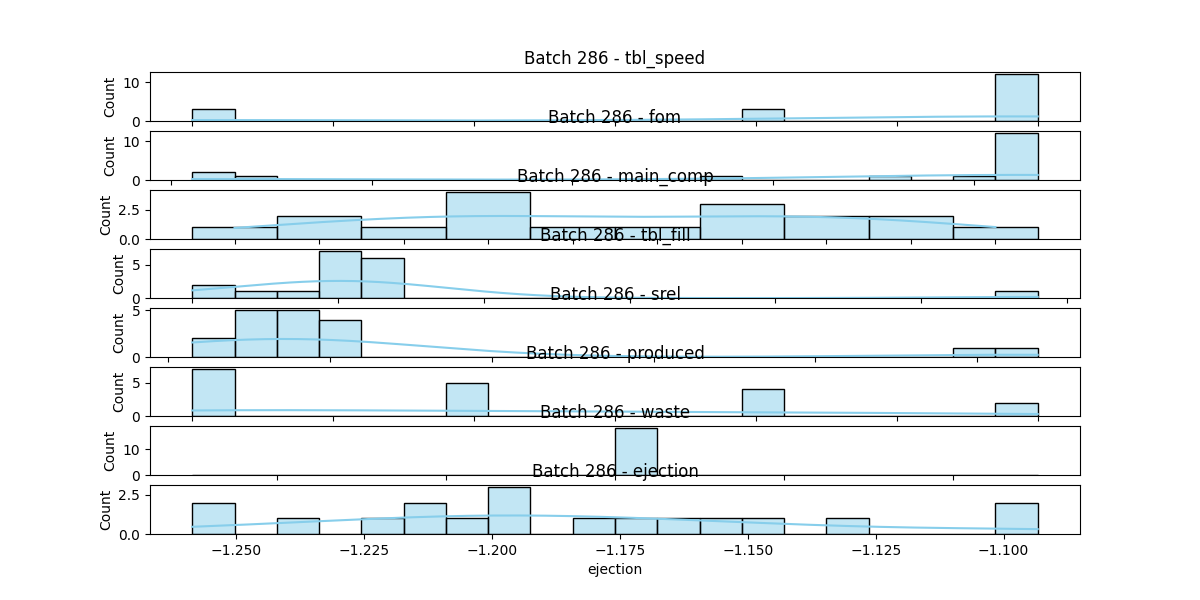 Batch 286 - tbl_speed
10
0
Count
Batch 286 - fom
10
0
Count
Batch 286 - main_comp
2.5
0.0
Count
Batch 286 - tbl_fill
5
0
Count
Batch 286 - srel
5
0
Count
Batch 286 - produced
5
0
Count
Batch 286 - waste
10
0
Count
Batch 286 - ejection
2.5
0.0
Count
−1.250 −1.225 −1.200 −1.175 −1.150 −1.125 −1.100
ejection